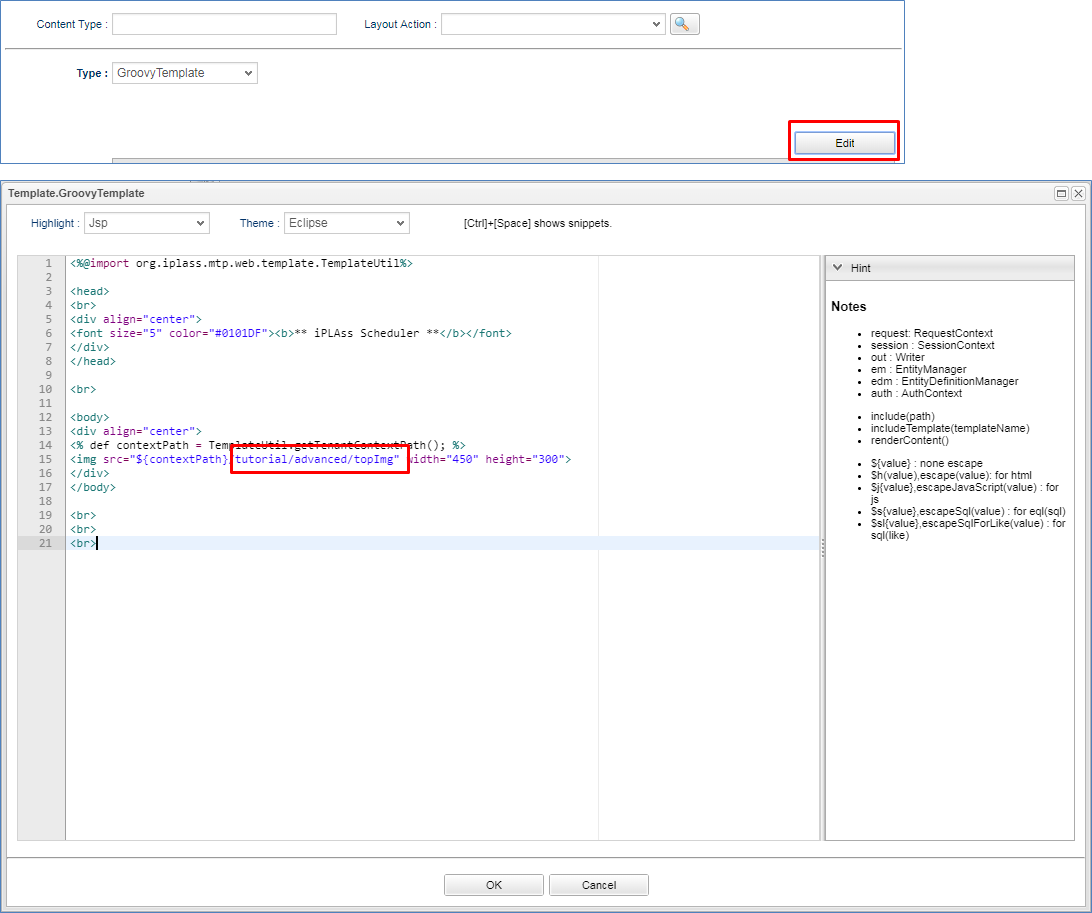 Content Type :
Layout Action :
Type : GroovyTemplate
Edit
Template.GroovyTemplate
Highlight : Jsp
Theme : Eclipse
[Ctrl]+[Space] shows snippets.
1 <%@import org.iplass.mtp.web.template.TemplateUtil%>
2
3 <head>
4 <br>
5 <div align="center">
6 <font size="5" color="#0101DF"><b>** iPLAss Scheduler **</b></font>
7 </div>
8 </head>
9
10 <br>
11
12 <body>
13 <div align="center">
14 <% def contextPath = TemplateUtil.getTenantContextPath(); %>
15 <img src="${contextPath} tutorial/advanced/topImg" width="450" height="300">
16 </div>
17 </body>
18
19 <br>
20 <br>
21 <br>
Hint
Notes
• request: RequestContext
• session : SessionContext
• out : Writer
• em : EntityManager
• edm : EntityDefinitionManager
• auth : AuthContext
• include(path)
• includeTemplate(templateName)
• renderContent()
• ${value} : none escape
• $h(value),escape(value): for html
• $j{value},escapeJavaScript(value) : for
js
• $s{value},escapeSql(value) : for eql(sql)
• $sl{value},escapeSqlForLike(value) : for
sql(like)
OK
Cancel